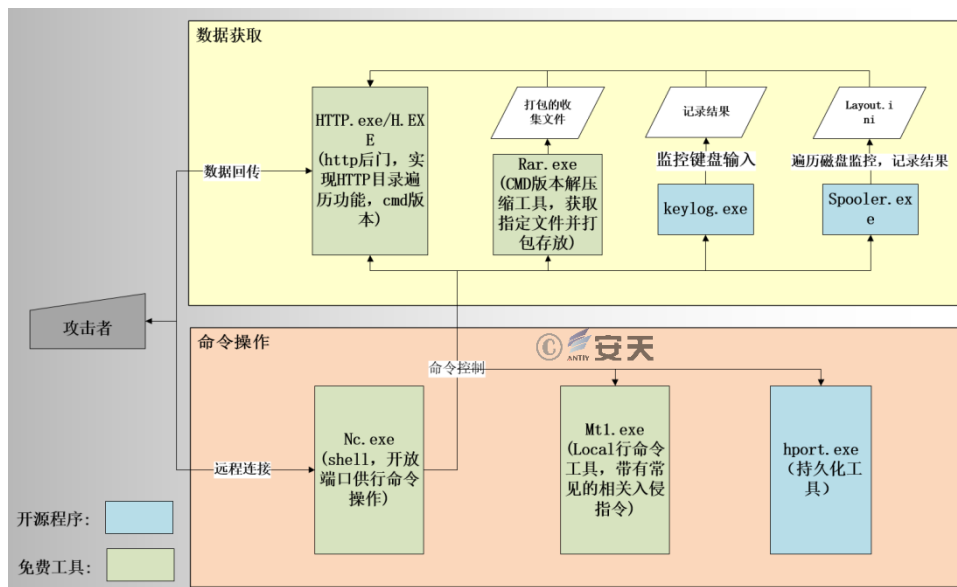 数据获取
HTTP.exe/H.EX
E
(http后门，实
现HTTP目录遍
历功能，cmd版
本)
打包的收
集文件
Rar.exe
(CMD版本解压
缩工具，获取
指定文件并打
包存放)
记录结果
监控键盘输入
keylog.exe
Layout.i
ni
遍历磁盘监控，记录结果
Spooler.ex
e
数据回传
攻击者
命令操作
© ANTIY 安天
命令控制
远程连接
Nc.exe
(shell，开放
端口供行命令
操作)
Mt1.exe
(Local行命令
工具，带有常
见的相关入侵
指令)
hport.exe
（持久化工
具）
开源程序:
免费工具: